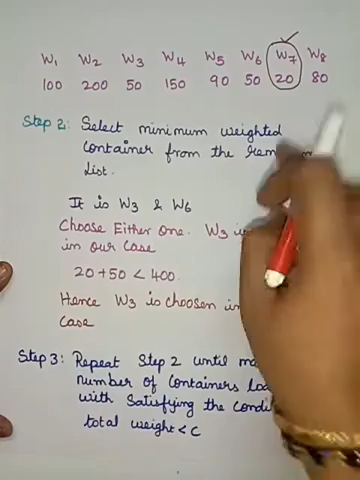 W1 W2 W3 W4 W5 W6 W7 W8
100 200 50 150 90 50 20 80
Step 2: Select minimum weighted
container from the
List.
It is W3 & W6
Choose Either one. W3
in our case
20+50 < 400
Hence W3 is choosen in
case
Step 3: Repeat Step 2 until
number of containers
with satisfying the
total weight < C